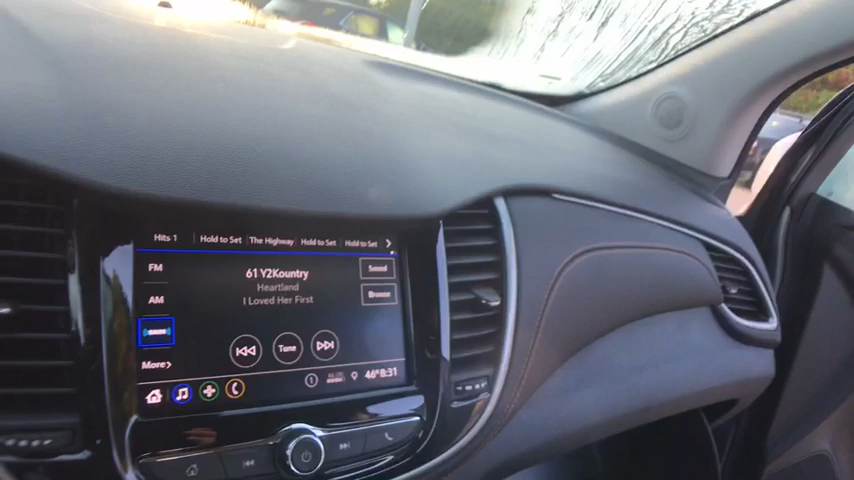 Hits 1 Hold to Set The Highway Hold to Set Hold to Set
FM
61 Y2Kountry
Sound
Heartland
AM
I Loved Her First
Browse
Tune
More
1 46° 8:31